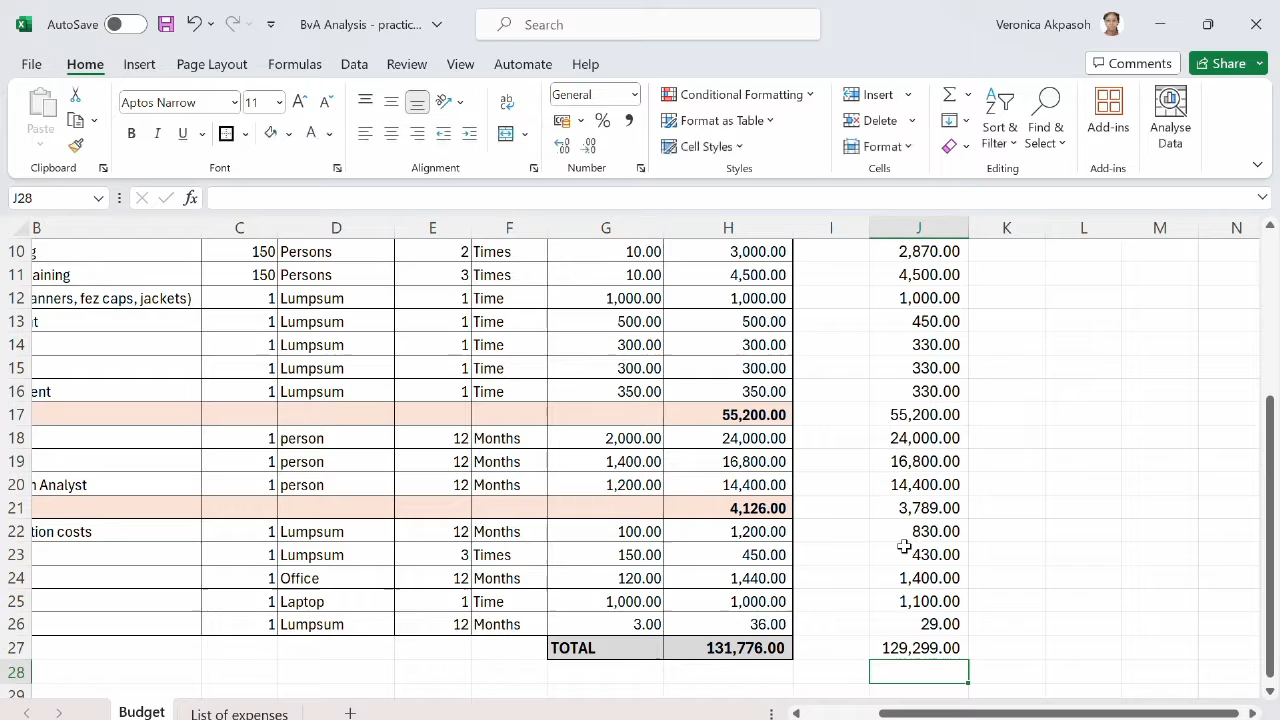 AutoSave BvA Analysis - practic... Search Veronica Akpasoh
File Home Insert Page Layout Formulas Data Review View Automate Help Comments Share
Paste Aptos Narrow 11 General Conditional Formatting Insert
Format as Table Delete Sort & Filter Find & Select Add-ins Analyse Data
B I U Cell Styles Format
Clipboard Font Alignment Number Styles Cells Editing Add-ins
J28 fx
B C D E F G H I J K L M N
10 g 150 Persons 2 Times 10.00 3,000.00 2,870.00
11 aining 150 Persons 3 Times 10.00 4,500.00 4,500.00
12 anners, fez caps, jackets) 1 Lumpsum 1 Time 1,000.00 1,000.00 1,000.00
13 t 1 Lumpsum 1 Time 500.00 500.00 450.00
14 1 Lumpsum 1 Time 300.00 300.00 330.00
15 1 Lumpsum 1 Time 300.00 300.00 330.00
16 ent 1 Lumpsum 1 Time 350.00 350.00 330.00
17 55,200.00 55,200.00
18 1 person 12 Months 2,000.00 24,000.00 24,000.00
19 1 person 12 Months 1,400.00 16,800.00 16,800.00
20 n Analyst 1 person 12 Months 1,200.00 14,400.00 14,400.00
21 4,126.00 3,789.00
22 tion costs 1 Lumpsum 12 Months 100.00 1,200.00 830.00
23 1 Lumpsum 3 Times 150.00 450.00 430.00
24 1 Office 12 Months 120.00 1,440.00 1,400.00
25 1 Laptop 1 Time 1,000.00 1,000.00 1,100.00
26 1 Lumpsum 12 Months 3.00 36.00 29.00
27 TOTAL 131,776.00 129,299.00
28
29
Budget List of expenses